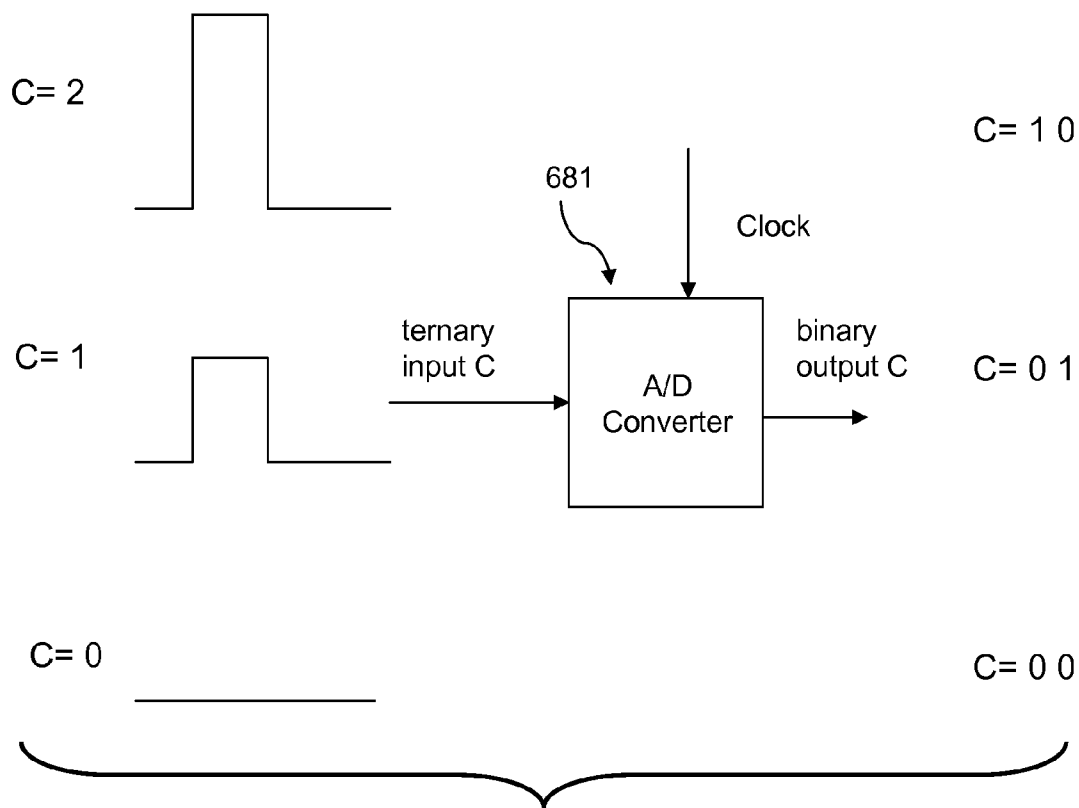 C= 2
C= 1 0
681
Clock
C= 1
ternary
input C
A/D
Converter
binary
output C
C= 0 1
C= 0
C= 0 0